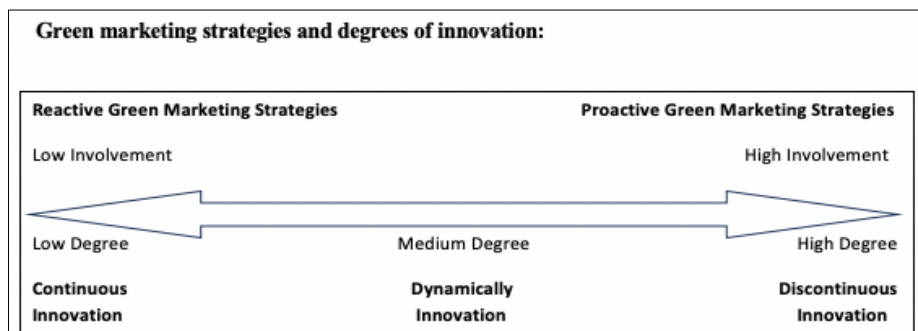 Green marketing strategies and degrees of innovation:
Reactive Green Marketing Strategies Proactive Green Marketing Strategies
Low Involvement High Involvement
Low Degree Medium Degree High Degree
Continuous Dynamically Discontinuous
Innovation Innovation Innovation